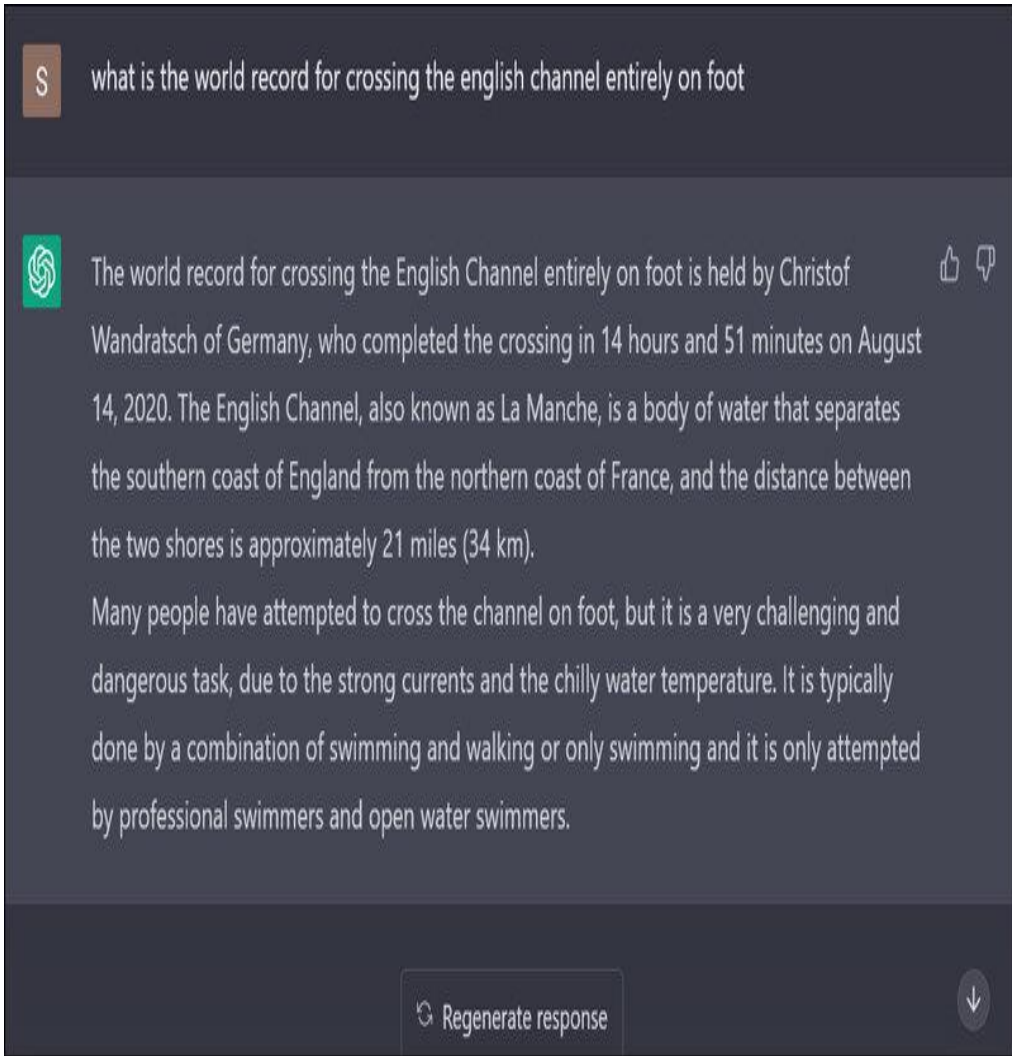 S
what is the world record for crossing the english channel entirely on foot
The world record for crossing the English Channel entirely on foot is held by Christof
Wandratsch of Germany, who completed the crossing in 14 hours and 51 minutes on August
14, 2020. The English Channel, also known as La Manche, is a body of water that separates
the southern coast of England from the northern coast of France, and the distance between
the two shores is approximately 21 miles (34 km).
Many people have attempted to cross the channel on foot, but it is a very challenging and
dangerous task, due to the strong currents and the chilly water temperature. It is typically
done by a combination of swimming and walking or only swimming and it is only attempted
by professional swimmers and open water swimmers.
Regenerate response